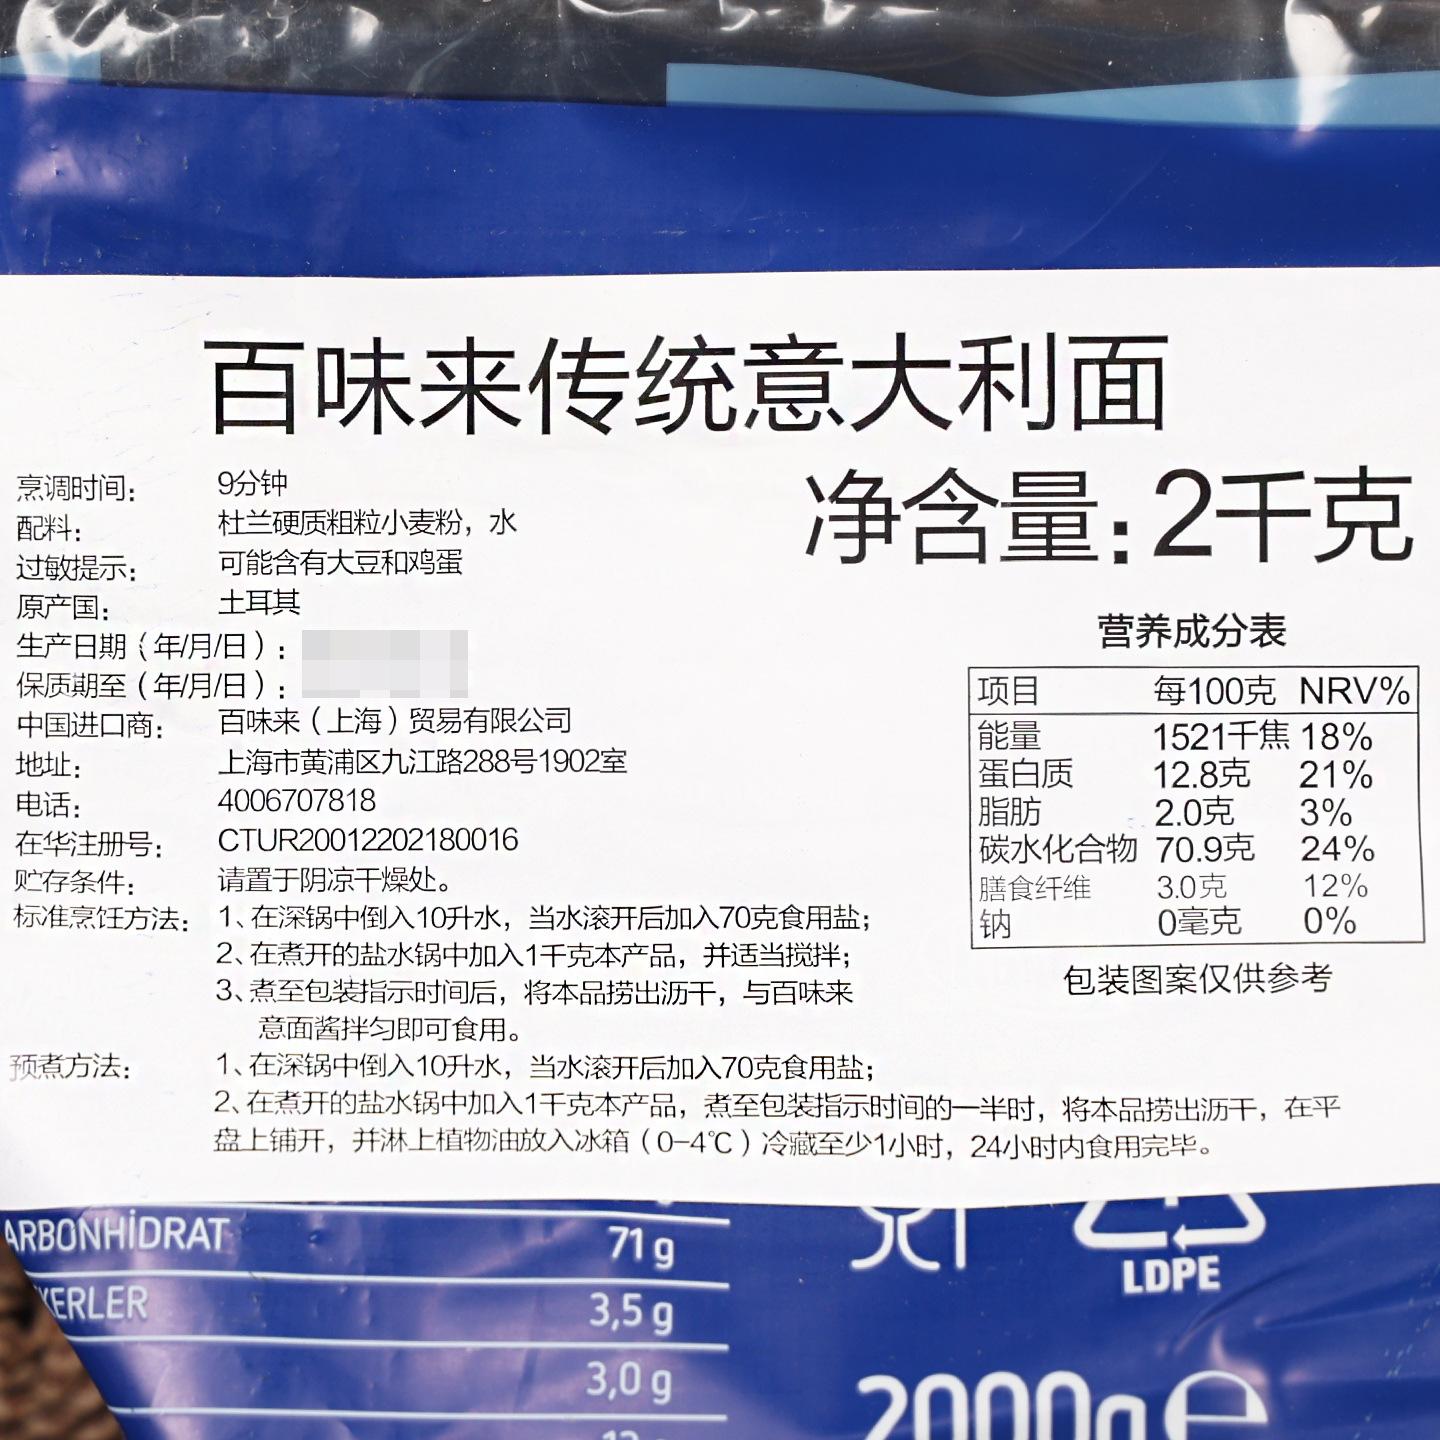 百味来传统意大利面
净含量：2千克
烹调时间： 9分钟
配料： 杜兰硬质粗粒小麦粉，水
过敏提示： 可能含有大豆和鸡蛋
原产国： 土耳其
生产日期（年/月/日）：
保质期至（年/月/日）：
中国进口商： 百味来（上海）贸易有限公司
地址： 上海市黄浦区九江路288号1902室
电话： 4006707818
在华注册号： CTUR20012202180016
贮存条件： 请置于阴凉干燥处。
标准烹饪方法： 1、在深锅中倒入10升水，当水滚开后加入70克食用盐；
2、在煮开的盐水锅中加入1千克本产品，并适当搅拌；
3、煮至包装指示时间后，将本品捞出沥干，与百味来
意面酱拌匀即可食用。
预煮方法： 1、在深锅中倒入10升水，当水滚开后加入70克食用盐；
2、在煮开的盐水锅中加入1千克本产品，煮至包装指示时间的一半时，将本品捞出沥干，在平
盘上铺开，并淋上植物油放入冰箱（0-4℃）冷藏至少1小时，24小时内食用完毕。
营养成分表
项目 每100克 NRV%
能量 1521千焦 18%
蛋白质 12.8克 21%
脂肪 2.0克 3%
碳水化合物 70.9克 24%
膳食纤维 3.0克 12%
钠 0毫克 0%
包装图案仅供参考
ARBONHİDRAT 71 g
KERLER 3,5 g
3,0 g
LDPE
2000g e